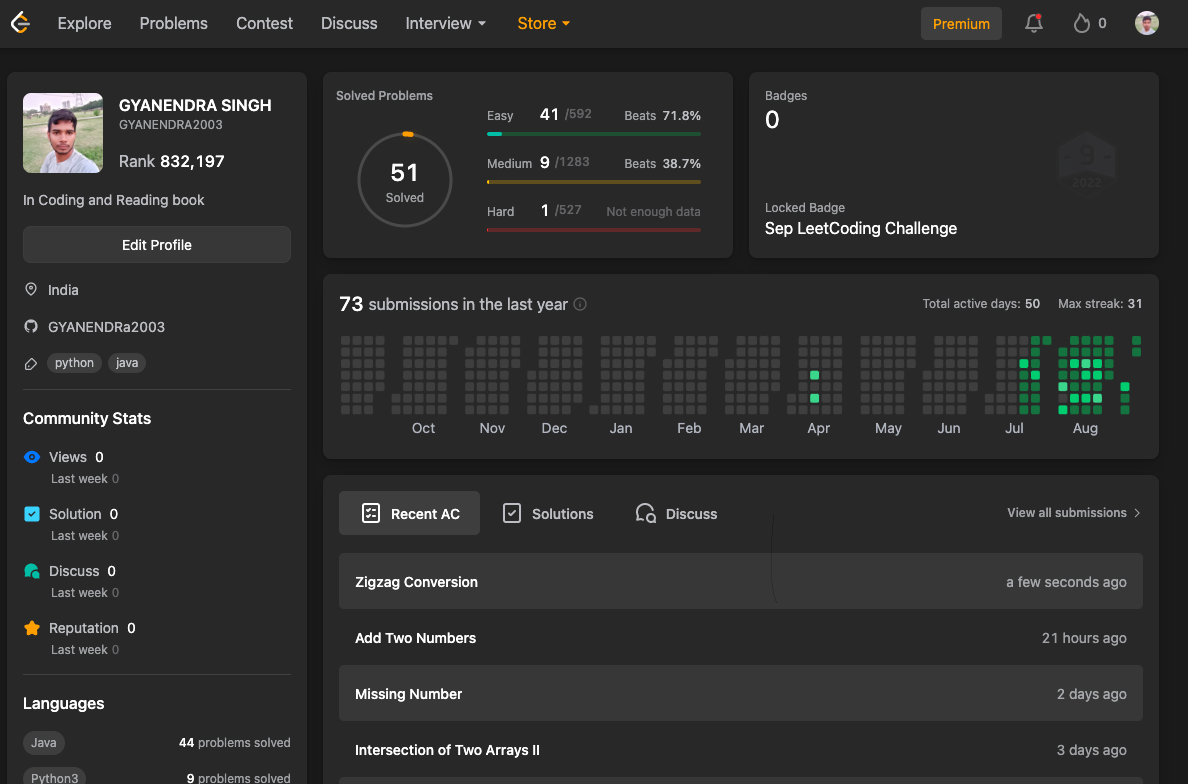 Explore Problems Contest Discuss Interview Store Premium 0
GYANENDRA SINGH
GYANENDRA2003
Rank 832,197
In Coding and Reading book
Edit Profile
India
GYANENDRa2003
python java
Community Stats
Views 0
Last week 0
Solution 0
Last week 0
Discuss 0
Last week 0
Reputation 0
Last week 0
Languages
Java 44 problems solved
Python3 9 problems solved
Solved Problems
51
Solved
Easy 41 /592 Beats 71.8%
Medium 9 /1283 Beats 38.7%
Hard 1 /527 Not enough data
Badges
0
9
2022
Locked Badge
Sep LeetCoding Challenge
73 submissions in the last year Total active days: 50 Max streak: 31
Oct Nov Dec Jan Feb Mar Apr May Jun Jul Aug
Recent AC Solutions Discuss View all submissions
Zigzag Conversion a few seconds ago
Add Two Numbers 21 hours ago
Missing Number 2 days ago
Intersection of Two Arrays II 3 days ago